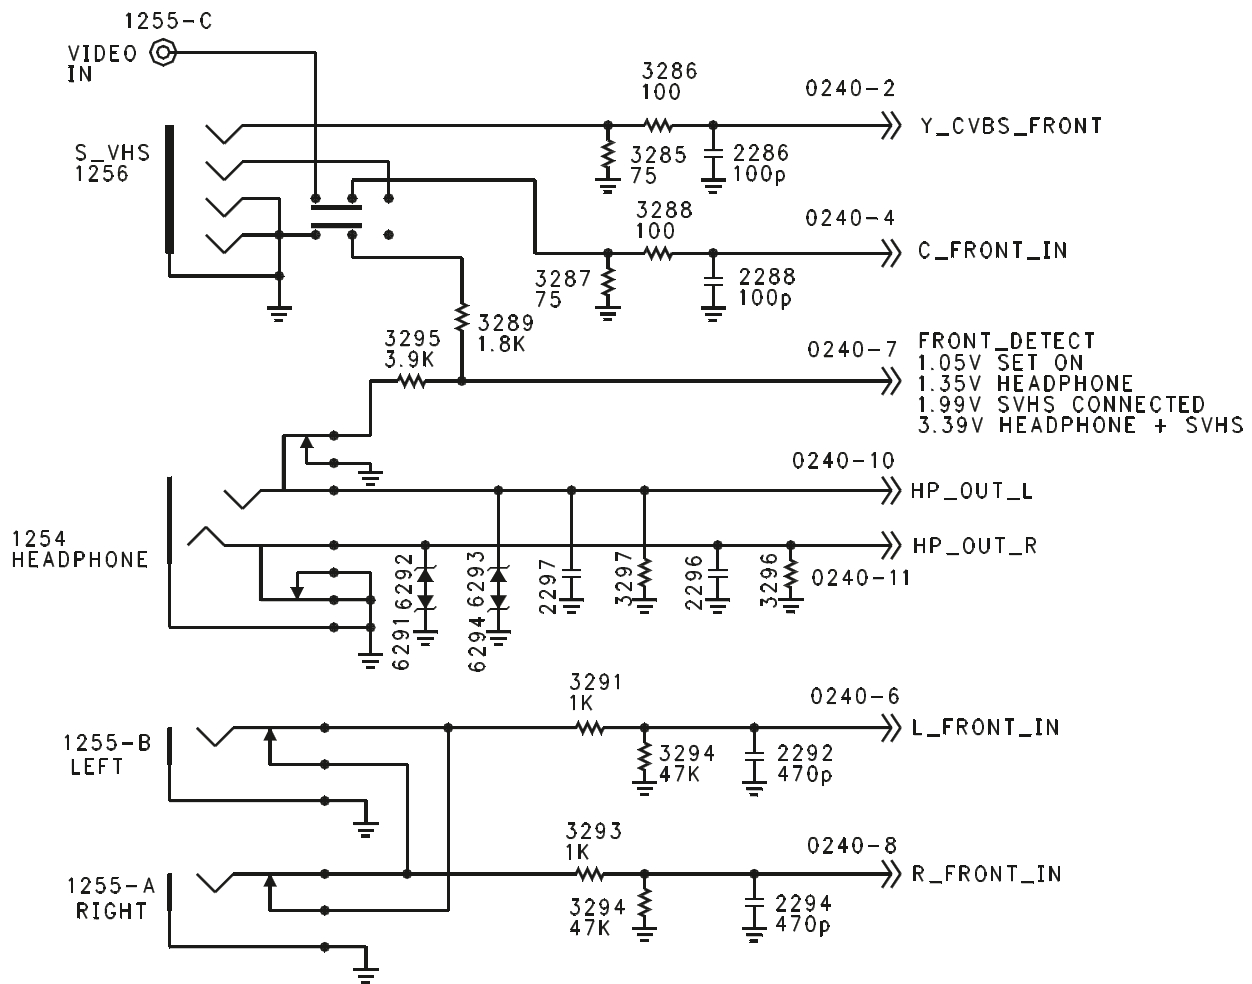 1255-C
VIDEO
IN
3286
100
0240-2
Y_CVBS_FRONT
S_VHS
1256
3285
75
2286
100p
3288
100
0240-4
C_FRONT_IN
3287
75
2288
100p
3289
1.8K
3295
3.9K
0240-7
FRONT_DETECT
1.05V SET ON
1.35V HEADPHONE
1.99V SVHS CONNECTED
3.39V HEADPHONE + SVHS
0240-10
HP_OUT_L
1254
HEADPHONE
HP_OUT_R
0240-11
6291 6292
6294 6293
2297
3297
2296
3296
3291
1K
0240-6
L_FRONT_IN
1255-B
LEFT
3294
47K
2292
470p
3293
1K
0240-8
R_FRONT_IN
1255-A
RIGHT
3294
47K
2294
470p